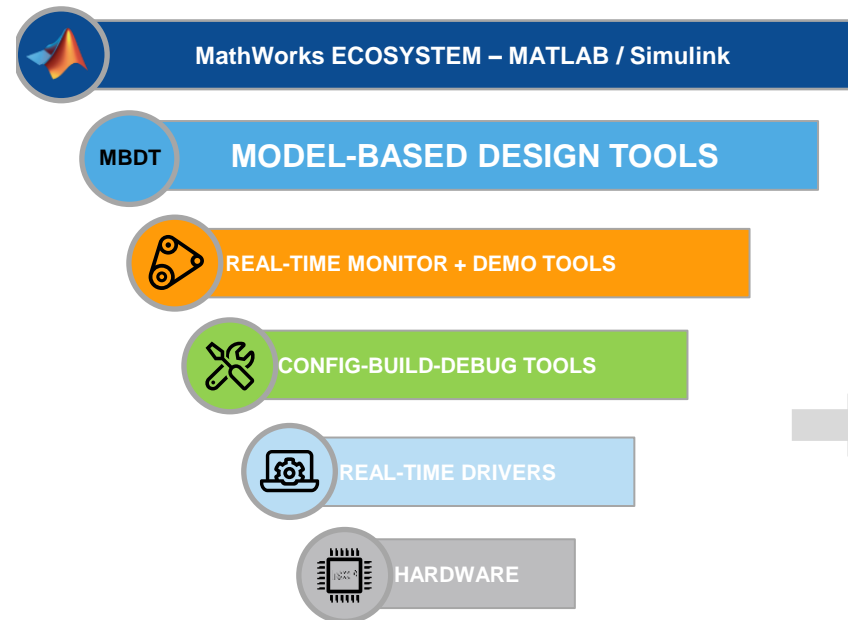 MathWorks ECOSYSTEM – MATLAB / Simulink
MBDT
MODEL-BASED DESIGN TOOLS
REAL-TIME MONITOR + DEMO TOOLS
CONFIG-BUILD-DEBUG TOOLS
REAL-TIME DRIVERS
HARDWARE